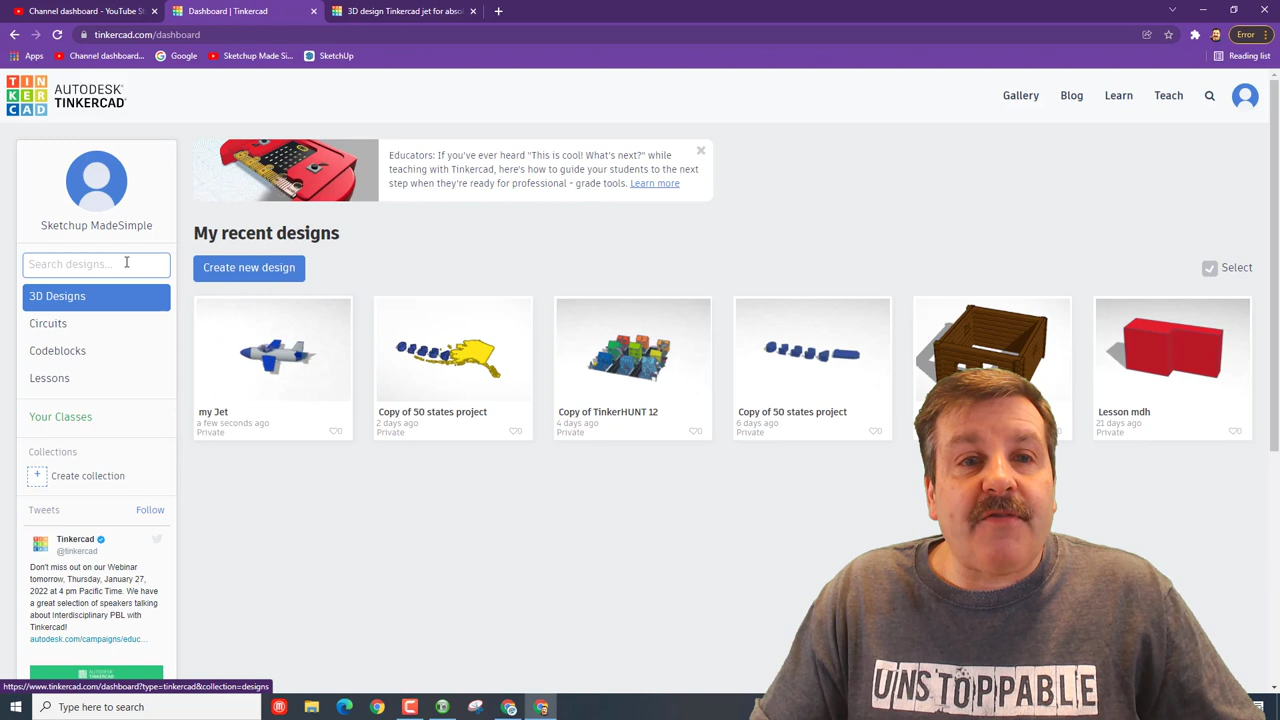 Channel dashboard - YouTube St
Dashboard | Tinkercad
3D design Tinkercad jet for absol
tinkercad.com/dashboard
Error
Apps
Channel dashboard...
Google
Sketchup Made Si...
SketchUp
Reading list
TIN
KER
CAD
AUTODESK®
TINKERCAD®
Gallery
Blog
Learn
Teach
Sketchup MadeSimple
Search designs...
3D Designs
Circuits
Codeblocks
Lessons
Your Classes
Collections
+
Create collection
Tweets
Follow
Tinkercad
@tinkercad
Don't miss out on our Webinar
tomorrow, Thursday, January 27,
2022 at 4 pm Pacific Time. We have
a great selection of speakers talking
about Interdisciplinary PBL with
Tinkercad!
autodesk.com/campaigns/educ...
AUTODESK
TINKERCAD
Educators: If you've ever heard "This is cool! What's next?" while
teaching with Tinkercad, here's how to guide your students to the next
step when they're ready for professional - grade tools. Learn more
My recent designs
Create new design
Select
my Jet
a few seconds ago
Private
0
Copy of 50 states project
2 days ago
Private
0
Copy of TinkerHUNT 12
4 days ago
Private
0
Copy of 50 states project
6 days ago
Private
0
0
Lesson mdh
21 days ago
Private
0
UNSTOPPABLE
https://www.tinkercad.com/dashboard?type=tinkercad&collection=designs
Type here to search